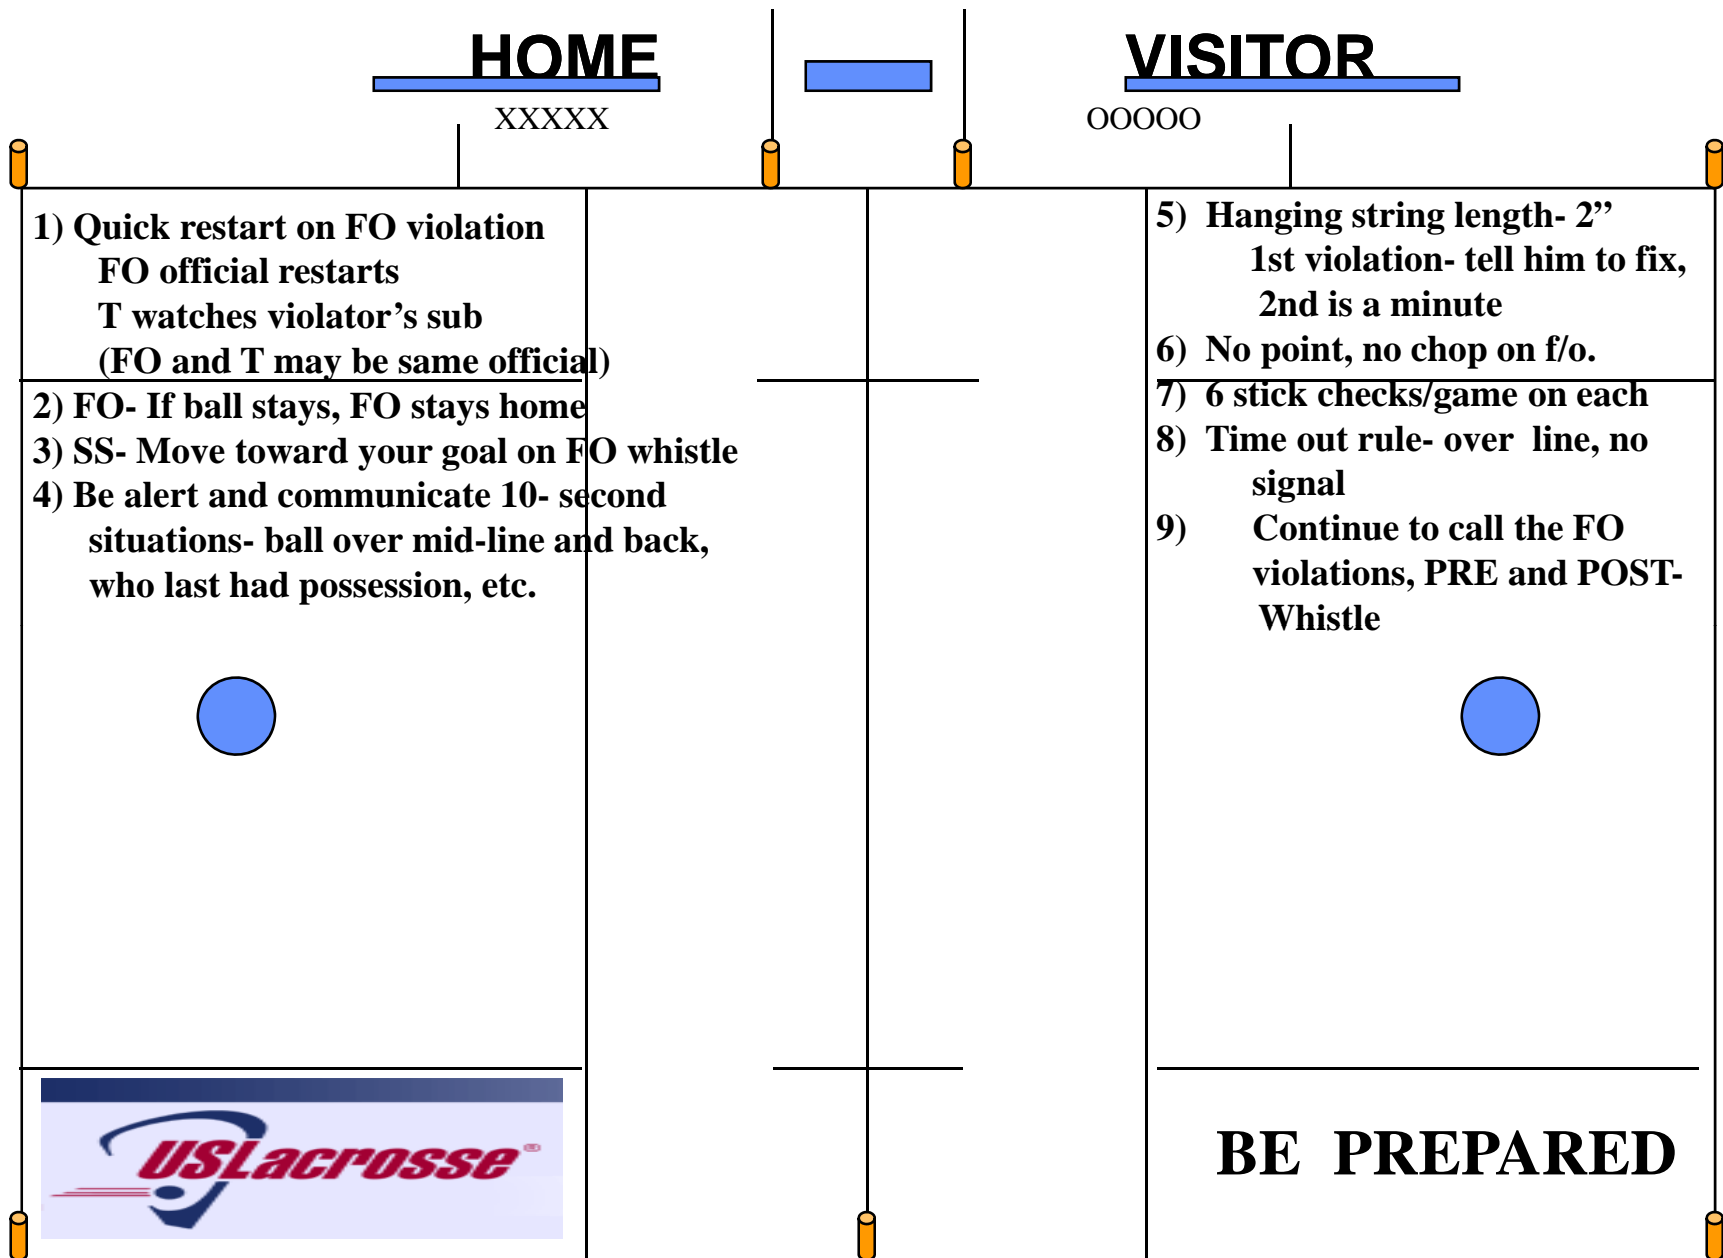 HOME
VISITOR
XXXXX
OOOOO
1) Quick restart on FO violation
FO official restarts
T watches violator’s sub
(FO and T may be same official)
2) FO- If ball stays, FO stays home
3) SS- Move toward your goal on FO whistle
4) Be alert and communicate 10- second
situations- ball over mid-line and back,
who last had possession, etc.
5) Hanging string length- 2”
1st violation- tell him to fix,
2nd is a minute
6) No point, no chop on f/o.
7) 6 stick checks/game on each
8) Time out rule- over line, no
signal
9) Continue to call the FO
violations, PRE and POST-
Whistle
USLacrosse®
BE PREPARED